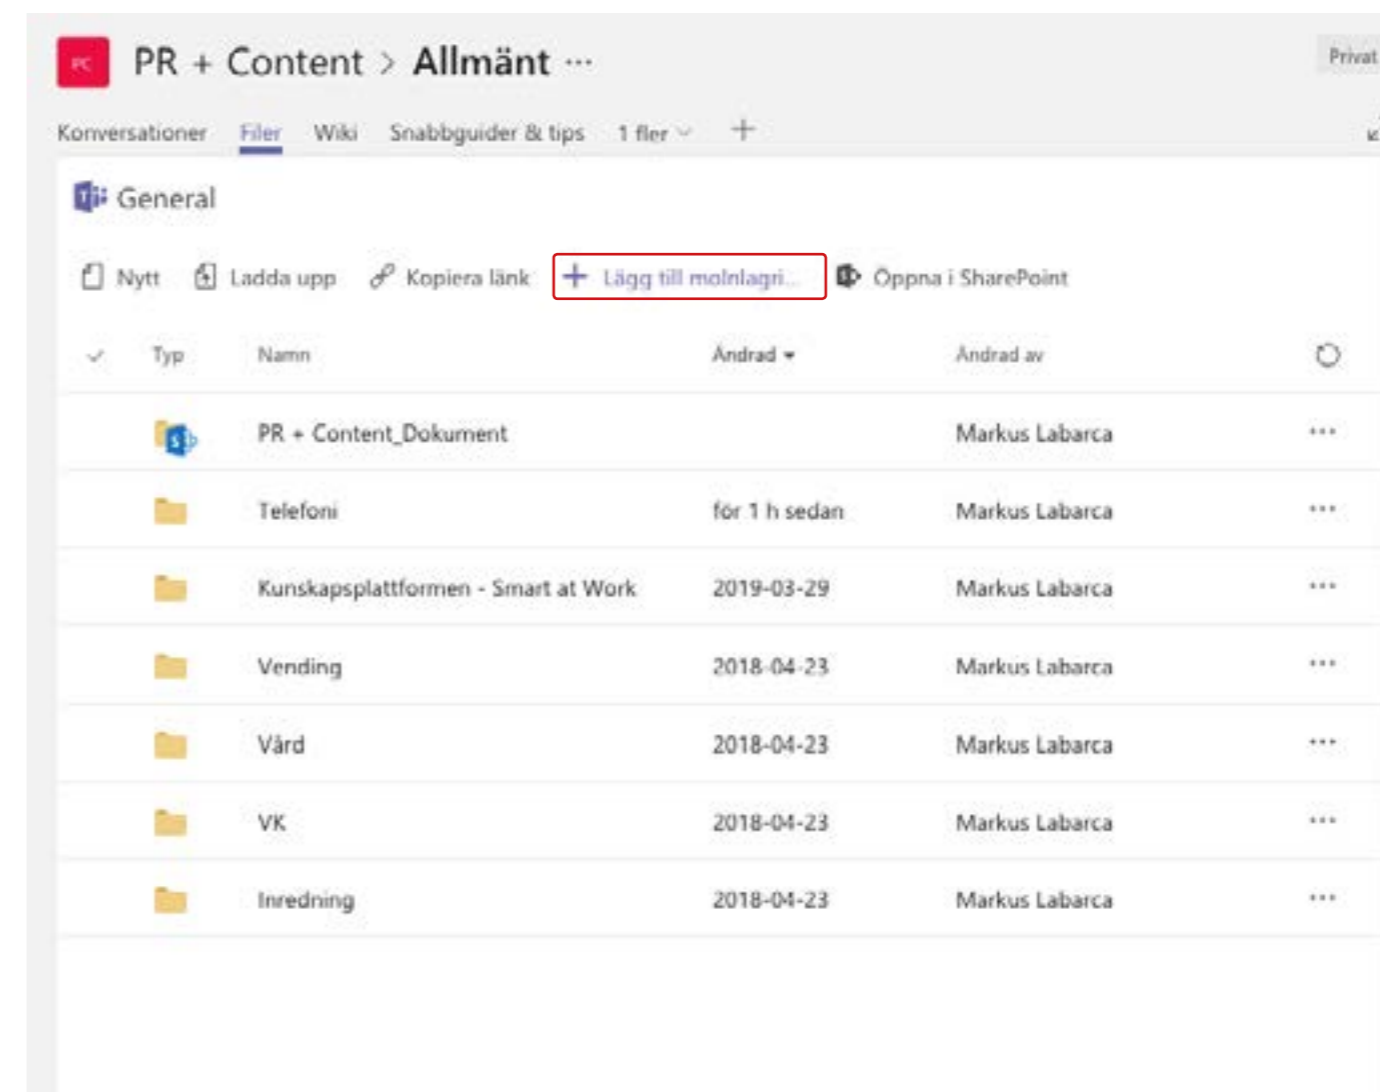 PC PR + Content > Allmänt ...
Privat
Konversationer Filer Wiki Snabbguider & tips 1 fler +
General
Nytt Ladda upp Kopiera länk + Lägg till molnlagri... Öppna i SharePoint
Typ Namn Ändrad Ändrad av
PR + Content_Dokument Markus Labarca ...
Telefoni för 1 h sedan Markus Labarca ...
Kunskapsplattformen - Smart at Work 2019-03-29 Markus Labarca ...
Vending 2018-04-23 Markus Labarca ...
Vård 2018-04-23 Markus Labarca ...
VK 2018-04-23 Markus Labarca ...
Inredning 2018-04-23 Markus Labarca ...